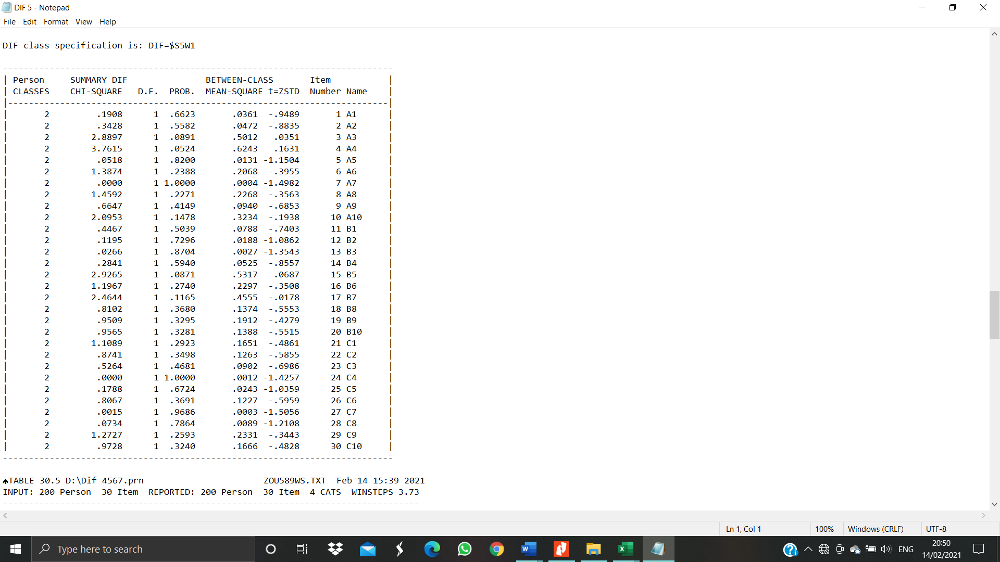 DIF 5 - Notepad
File Edit Format View Help
DIF class specification is: DIF=$S5W1
-------------------------------------------------------------------------
| Person     SUMMARY DIF               BETWEEN-CLASS       Item           |
| CLASSES    CHI-SQUARE   D.F.  PROB.  MEAN-SQUARE t=ZSTD  Number Name    |
|-------------------------------------------------------------------------|
|       2         .1908      1  .6623       .0361  -.9489       1 A1      |
|       2         .3428      1  .5582       .0472  -.8835       2 A2      |
|       2        2.8897      1  .0891       .5012   .0351       3 A3      |
|       2        3.7615      1  .0524       .6243   .1631       4 A4      |
|       2         .0518      1  .8200       .0131 -1.1504       5 A5      |
|       2        1.3874      1  .2388       .2068  -.3955       6 A6      |
|       2         .0000      1 1.0000       .0004 -1.4982       7 A7      |
|       2        1.4592      1  .2271       .2268  -.3563       8 A8      |
|       2         .6647      1  .4149       .0940  -.6853       9 A9      |
|       2        2.0953      1  .1478       .3234  -.1938      10 A10     |
|       2         .4467      1  .5039       .0788  -.7403      11 B1      |
|       2         .1195      1  .7296       .0188 -1.0862      12 B2      |
|       2         .0266      1  .8704       .0027 -1.3543      13 B3      |
|       2         .2841      1  .5940       .0525  -.8557      14 B4      |
|       2        2.9265      1  .0871       .5317   .0687      15 B5      |
|       2        1.1967      1  .2740       .2297  -.3508      16 B6      |
|       2        2.4644      1  .1165       .4555  -.0178      17 B7      |
|       2         .8102      1  .3680       .1374  -.5553      18 B8      |
|       2         .9509      1  .3295       .1912  -.4279      19 B9      |
|       2         .9565      1  .3281       .1388  -.5515      20 B10     |
|       2        1.1089      1  .2923       .1651  -.4861      21 C1      |
|       2         .8741      1  .3498       .1263  -.5855      22 C2      |
|       2         .5264      1  .4681       .0902  -.6986      23 C3      |
|       2         .0000      1 1.0000       .0012 -1.4257      24 C4      |
|       2         .1788      1  .6724       .0243 -1.0359      25 C5      |
|       2         .8067      1  .3691       .1227  -.5959      26 C6      |
|       2         .0015      1  .9686       .0003 -1.5056      27 C7      |
|       2         .0734      1  .7864       .0089 -1.2108      28 C8      |
|       2        1.2727      1  .2593       .2331  -.3443      29 C9      |
|       2         .9728      1  .3240       .1666  -.4828      30 C10     |
-------------------------------------------------------------------------
TABLE 30.5 D:\Dif 4567.prn                       ZOU589WS.TXT  Feb 14 15:39 2021
INPUT: 200 Person  30 Item  REPORTED: 200 Person  30 Item  4 CATS  WINSTEPS 3.73
--------------------------------------------------------------------------------
Ln 1, Col 1 100% Windows (CRLF) UTF-8
Type here to search
ENG
20:50
14/02/2021